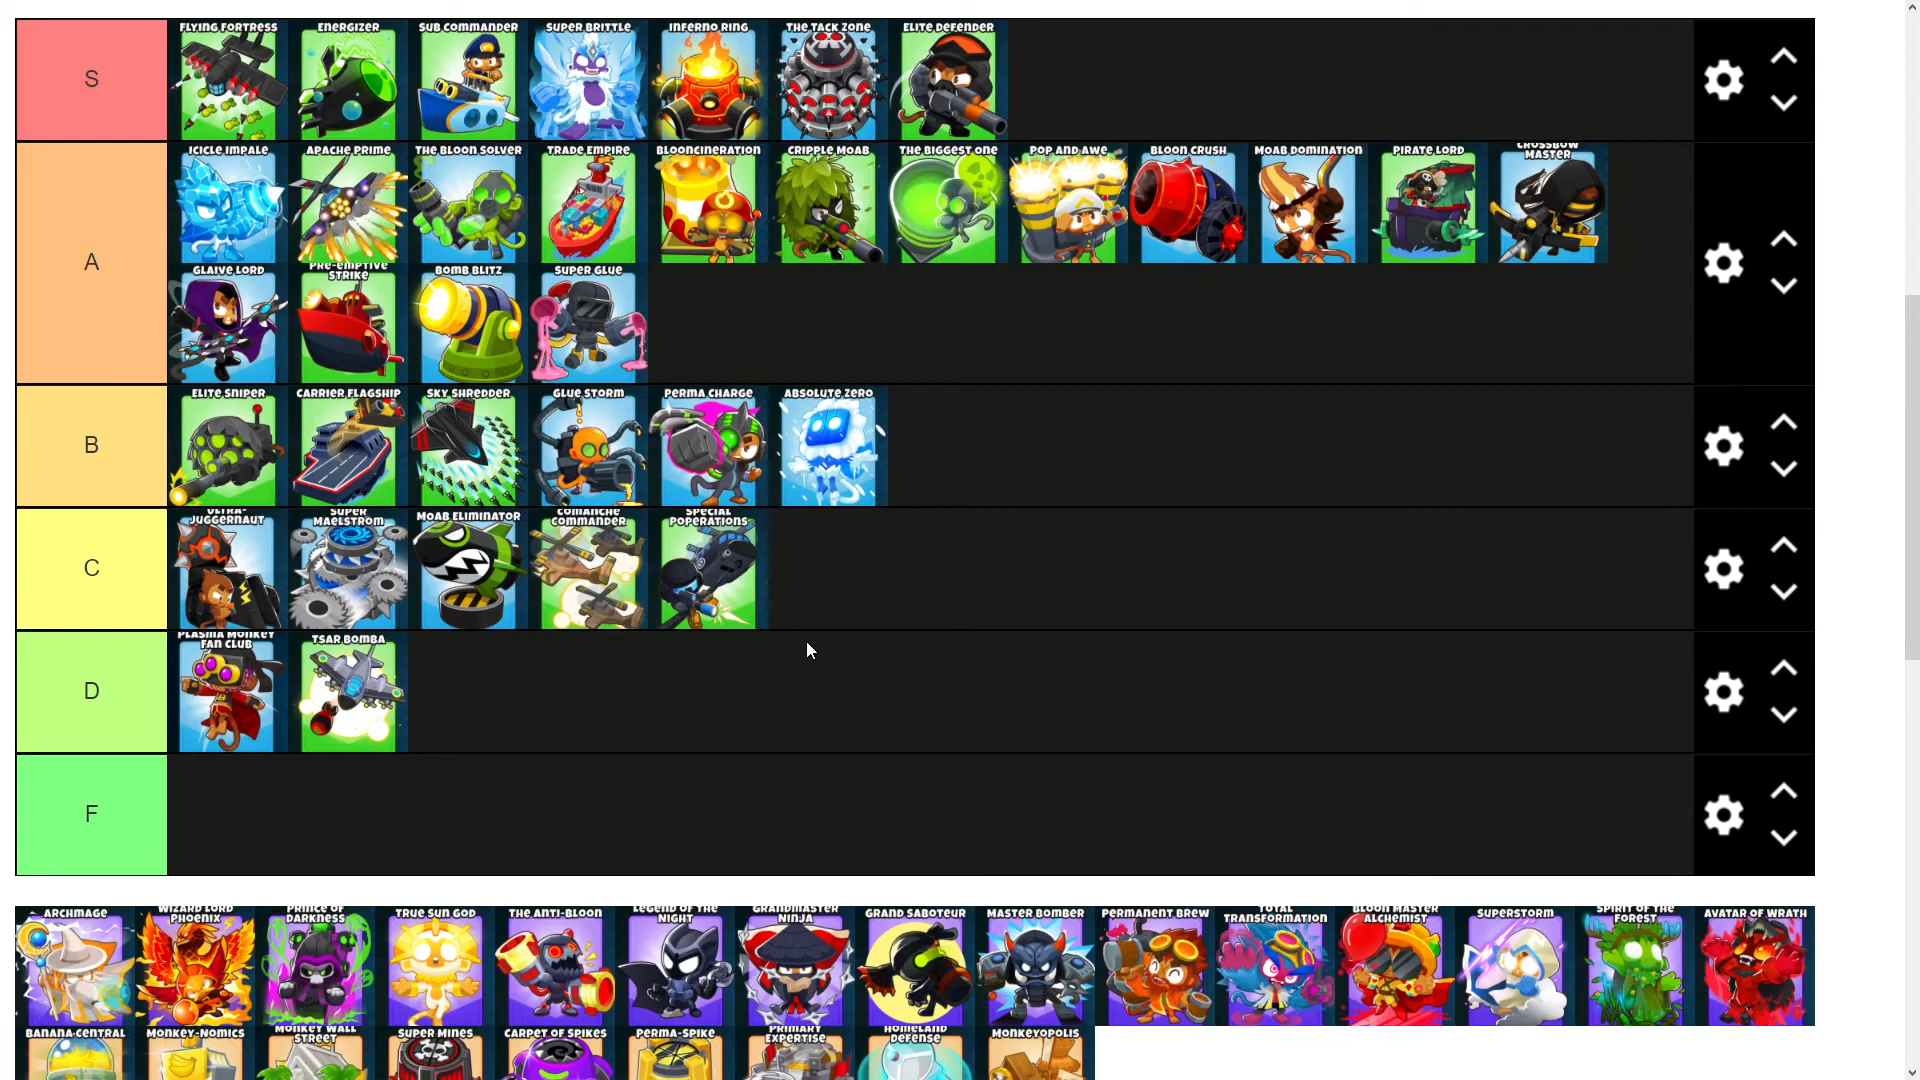 S
FLYING FORTRESS
ENERGIZER
SUB COMMANDER
SUPER BRITTLE
INFERNO RING
THE TACK ZONE
ELITE DEFENDER
A
ICICLE IMPALE
APACHE PRIME
THE BLOON SOLVER
TRADE EMPIRE
BLOONCINERATION
CRIPPLE MOAB
THE BIGGEST ONE
POP AND AWE
BLOON CRUSH
MOAB DOMINATION
PIRATE LORD
CROSSBOW
MASTER
GLAIVE LORD
PRE-EMPTIVE
STRIKE
BOMB BLITZ
SUPER GLUE
B
ELITE SNIPER
CARRIER FLAGSHIP
SKY SHREDDER
GLUE STORM
PERMA CHARGE
ABSOLUTE ZERO
C
ULTRA-
JUGGERNAUT
SUPER
MAELSTROM
MOAB ELIMINATOR
COMANCHE
COMMANDER
SPECIAL
POPERATIONS
D
PLASMA MONKEY
FAN CLUB
TSAR BOMBA
F
ARCHMAGE
WIZARD LORD
PHOENIX
PRINCE OF
DARKNESS
TRUE SUN GOD
THE ANTI-BLOON
LEGEND OF THE
NIGHT
GRANDMASTER
NINJA
GRAND SABOTEUR
MASTER BOMBER
PERMANENT BREW
TOTAL
TRANSFORMATION
BLOON MASTER
ALCHEMIST
SUPERSTORM
SPIRIT OF THE
FOREST
AVATAR OF WRATH
BANANA CENTRAL
MONKEY-NOMICS
MONKEY WALL
STREET
SUPER MINES
CARPET OF SPIKES
PERMA-SPIKE
PRIMARY
EXPERTISE
HOMELAND
DEFENSE
MONKEYOPOLIS